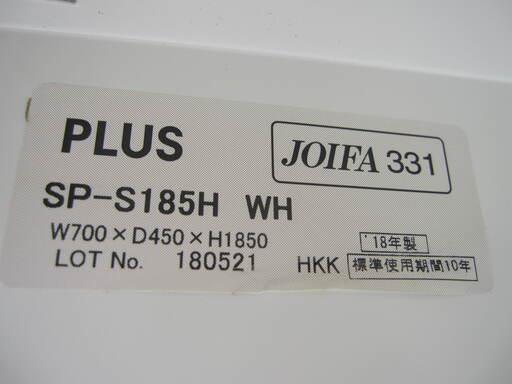 PLUS
JOIFA 331
SP-S185H WH
W700×D450×H1850
'18年製
LOT No. 180521
HKK 標準使用期間10年